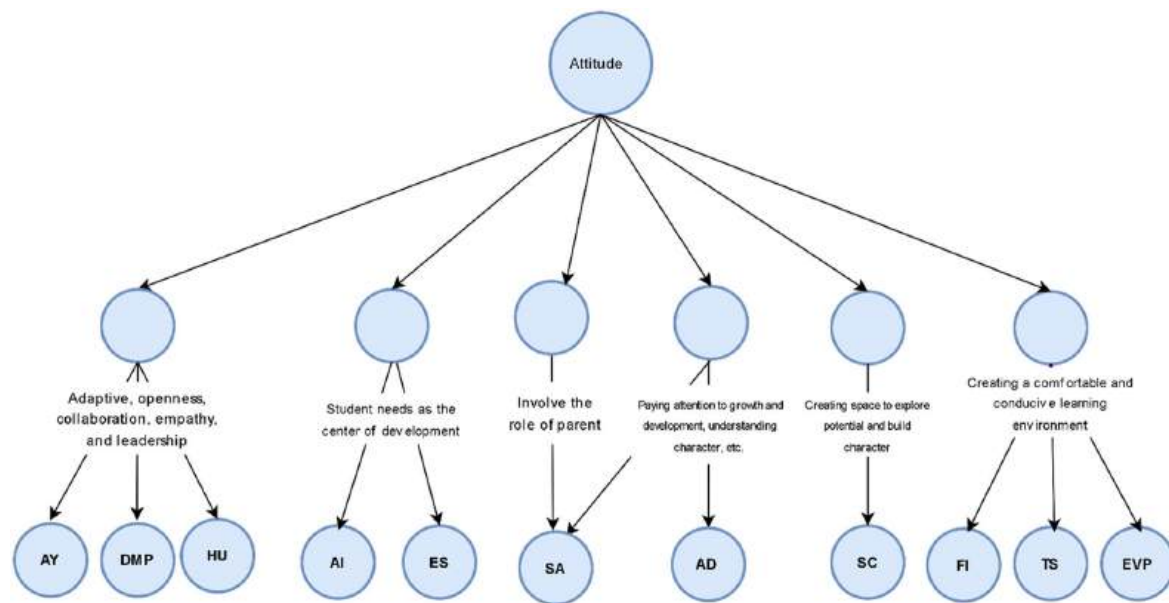 Attitude
Adaptive, openness,
collaboration, empathy,
and leadership
Student needs as the
center of development
Involve the
role of parent
Paying attention to growth and
development, understanding
character, etc.
Creating space to explore
potential and build
character
Creating a comfortable and
conducive learning
environment
AY
DMP
HU
AI
ES
SA
AD
SC
FI
TS
EVP